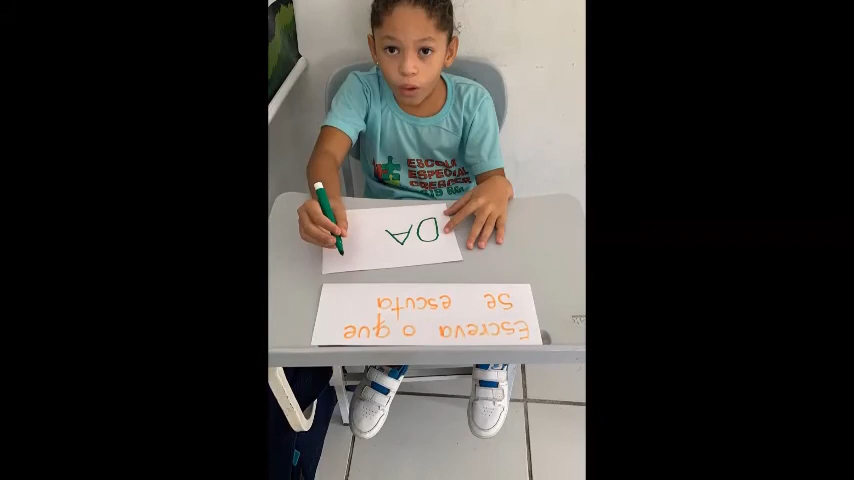 ESCOLA
ESPECIAL
CRESCER
DA
Escreva o que
se escuta